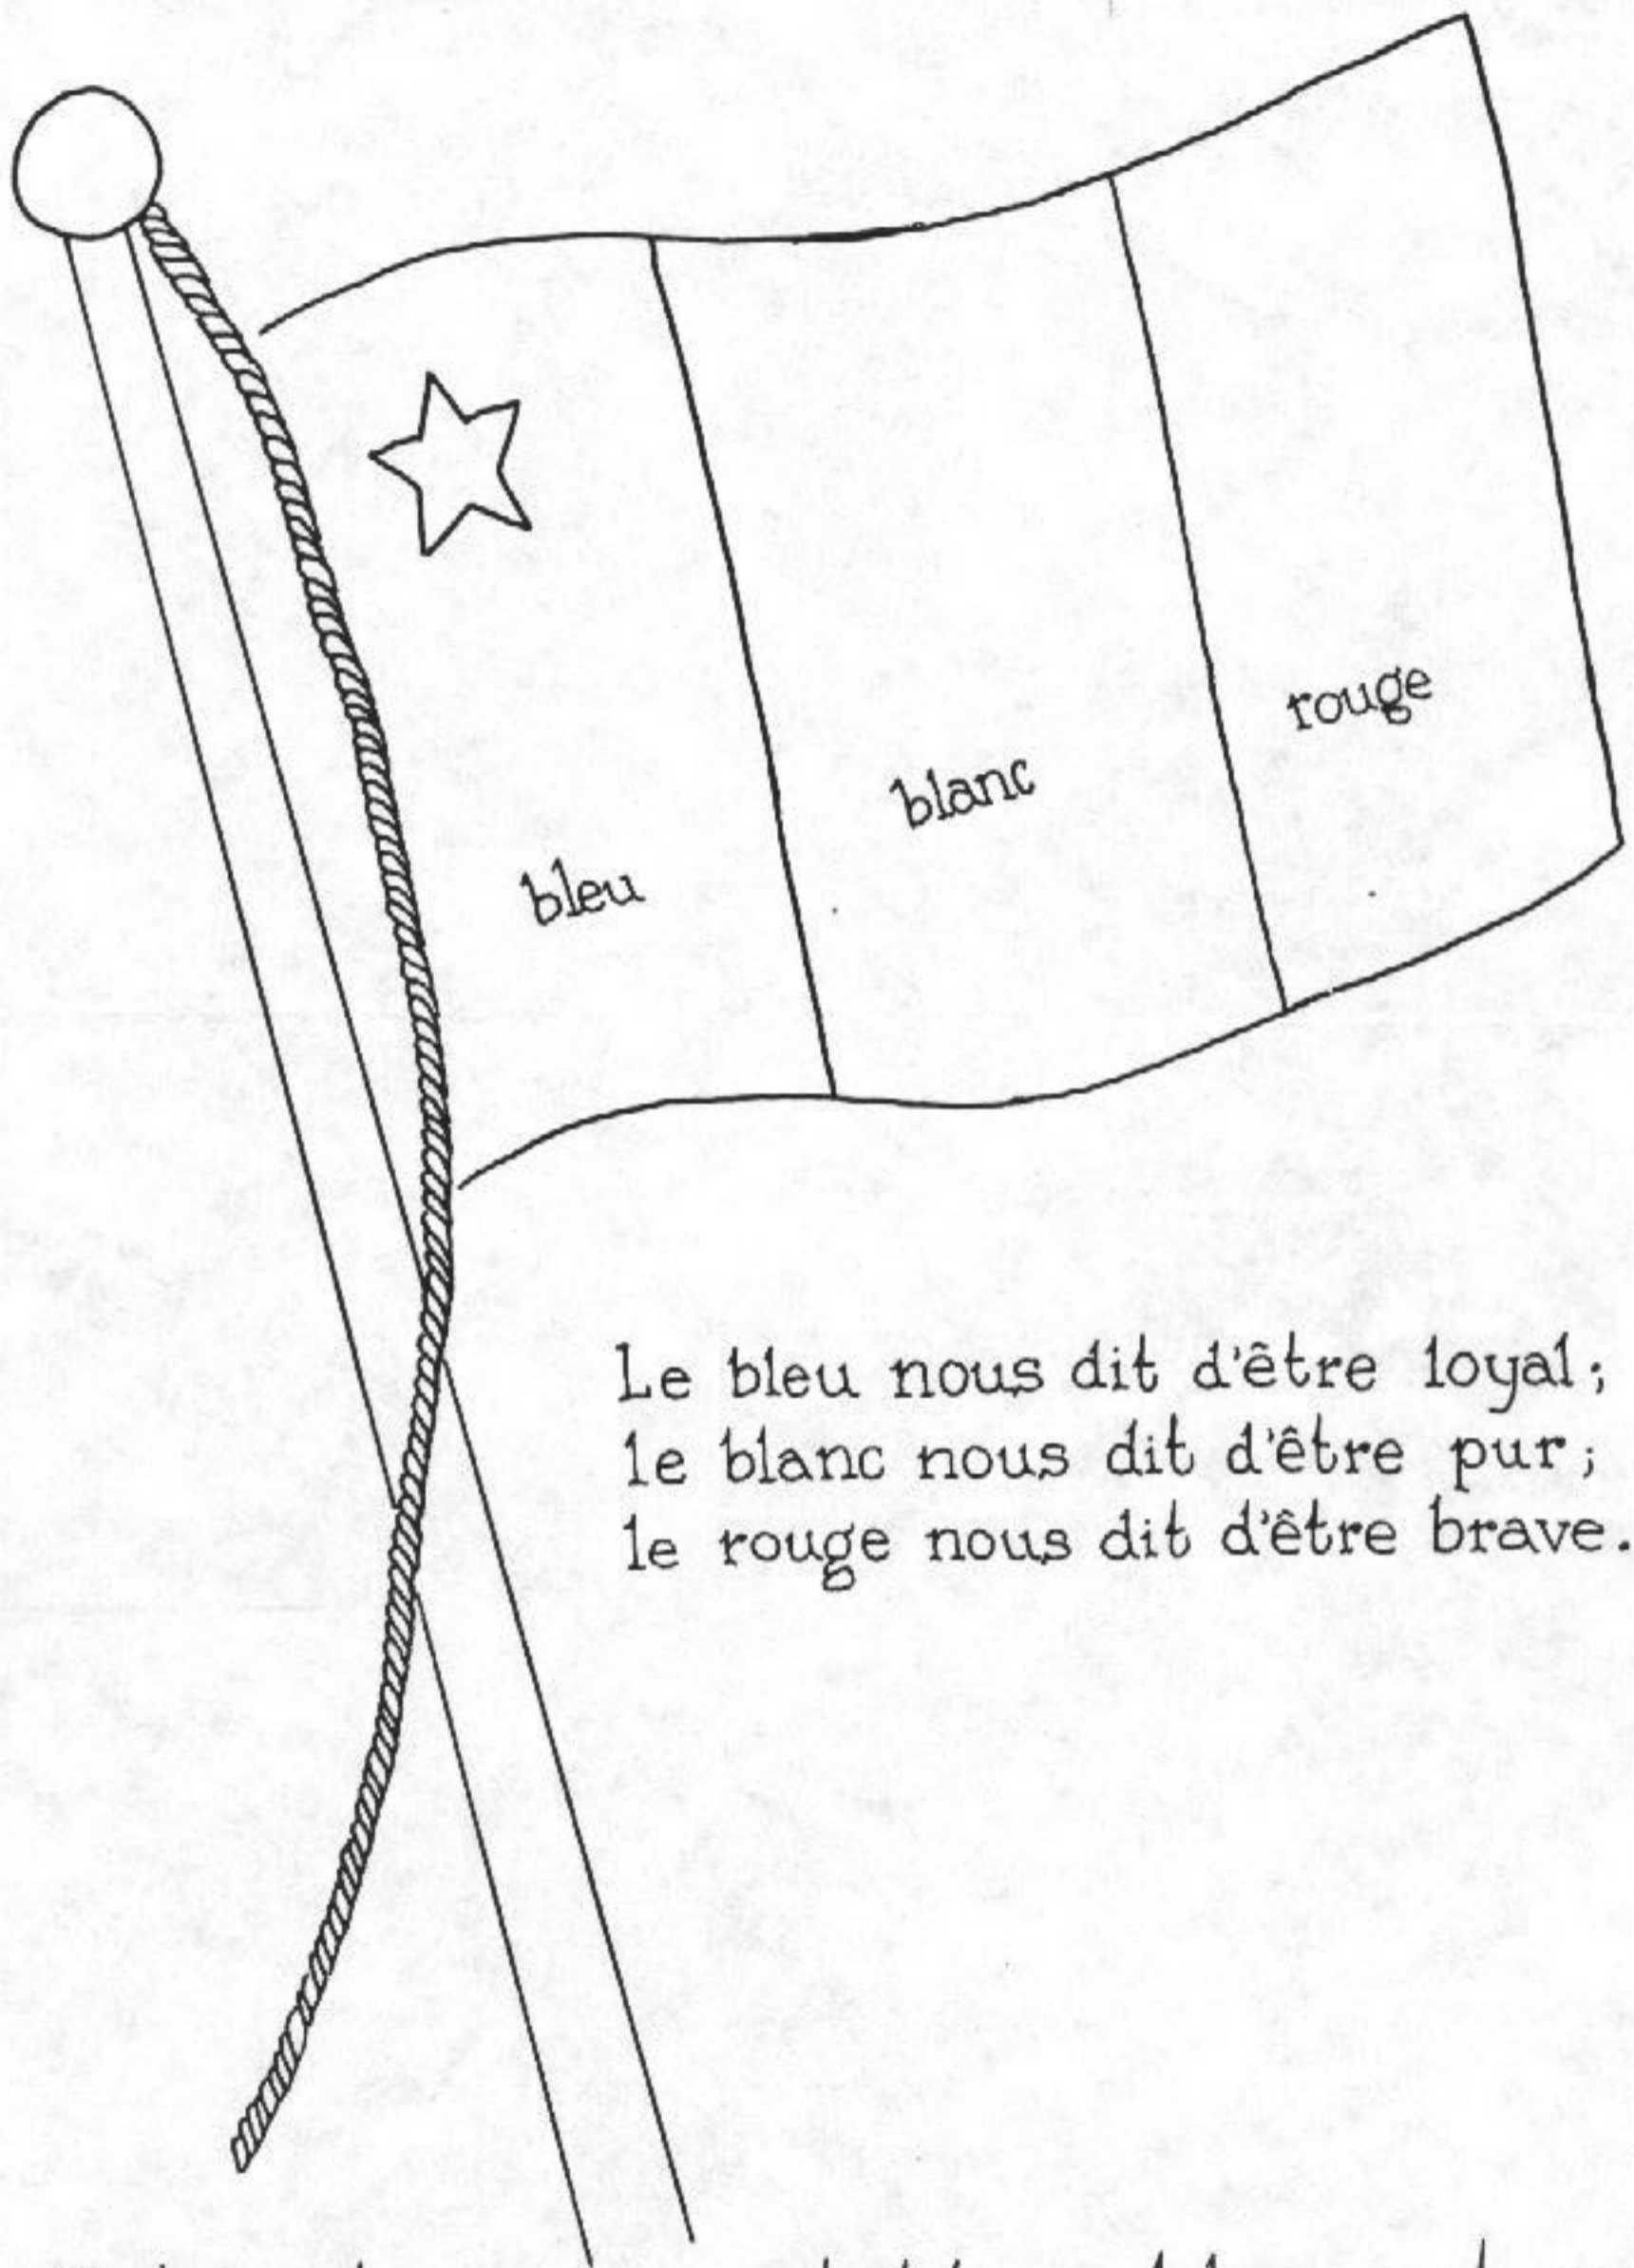 rouge
blanc
bleu
Le bleu nous dit d'être loyal;
le blanc nous dit d'être pur;
le rouge nous dit d'être brave.